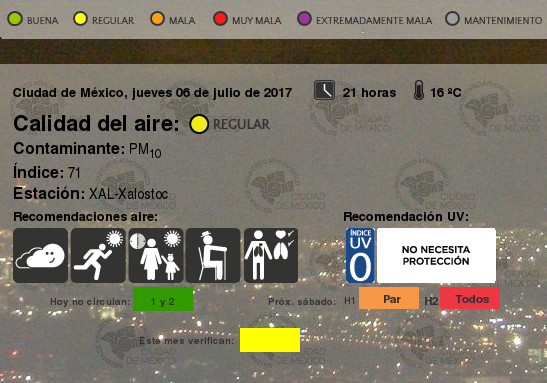 BUENA REGULAR MALA MUY MALA EXTREMADAMENTE MALA MANTENIMIENTO
Ciudad de México, jueves 06 de julio de 2017 21 horas 16 ºC
Calidad del aire: REGULAR
Contaminante: PM10
Índice: 71
Estación: XAL-Xalostoc
Recomendaciones aire: Recomendación UV:
ÍNDICE
UV
0
NO NECESITA
PROTECCIÓN
Hoy no circulan: 1 y 2 Próx. sábado: H1 Par H2 Todos
Este mes verifican:
CIUDAD
DE MÉXICO